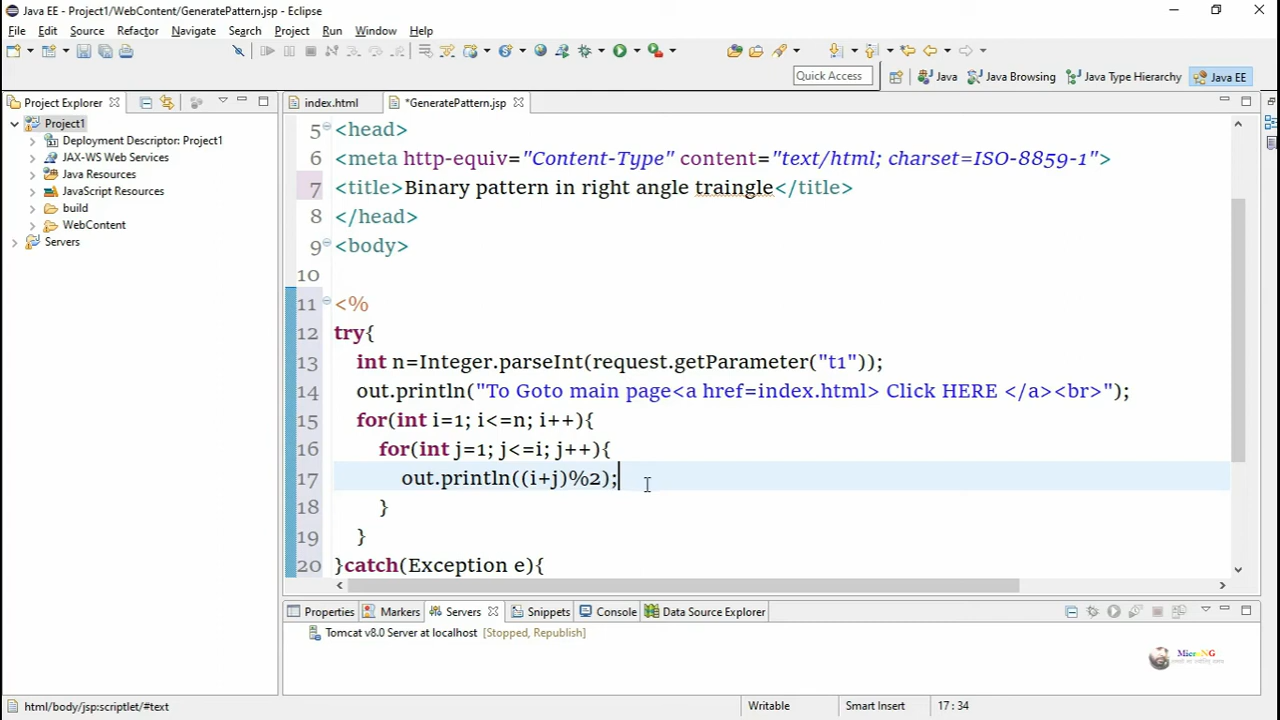 Java EE - Project1/WebContent/GeneratePattern.jsp - Eclipse
File Edit Source Refactor Navigate Search Project Run Window Help
Quick Access Java Java Browsing Java Type Hierarchy Java EE
Project Explorer
Project1
Deployment Descriptor: Project1
JAX-WS Web Services
Java Resources
JavaScript Resources
build
WebContent
Servers
index.html *GeneratePattern.jsp
5 <head>
6 <meta http-equiv="Content-Type" content="text/html; charset=ISO-8859-1">
7 <title>Binary pattern in right angle traingle</title>
8 </head>
9 <body>
10
11 <%
12 try{
13 int n=Integer.parseInt(request.getParameter("t1"));
14 out.println("To Goto main page<a href=index.html> Click HERE </a><br>");
15 for(int i=1; i<=n; i++){
16 for(int j=1; j<=i; j++){
17 out.println((i+j)%2);
18 }
19 }
20 }catch(Exception e){
Properties Markers Servers Snippets Console Data Source Explorer
Tomcat v8.0 Server at localhost [Stopped, Republish]
MicroNG
html/body/jsp:scriptlet/#text Writable Smart Insert 17 : 34